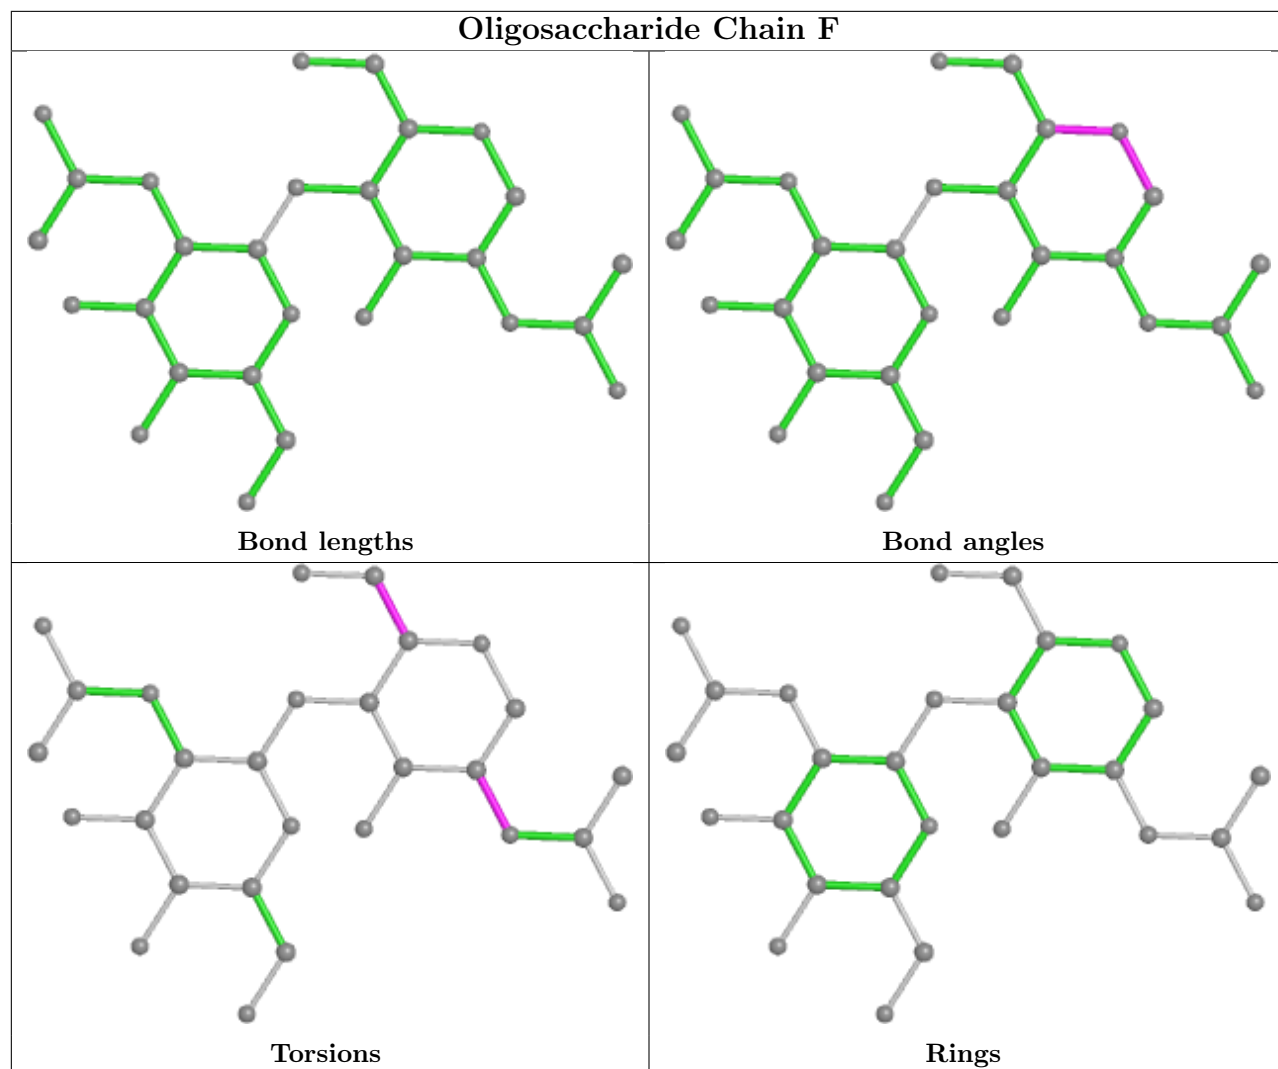 Oligosaccharide Chain F
Bond lengths
Bond angles
Torsions
Rings